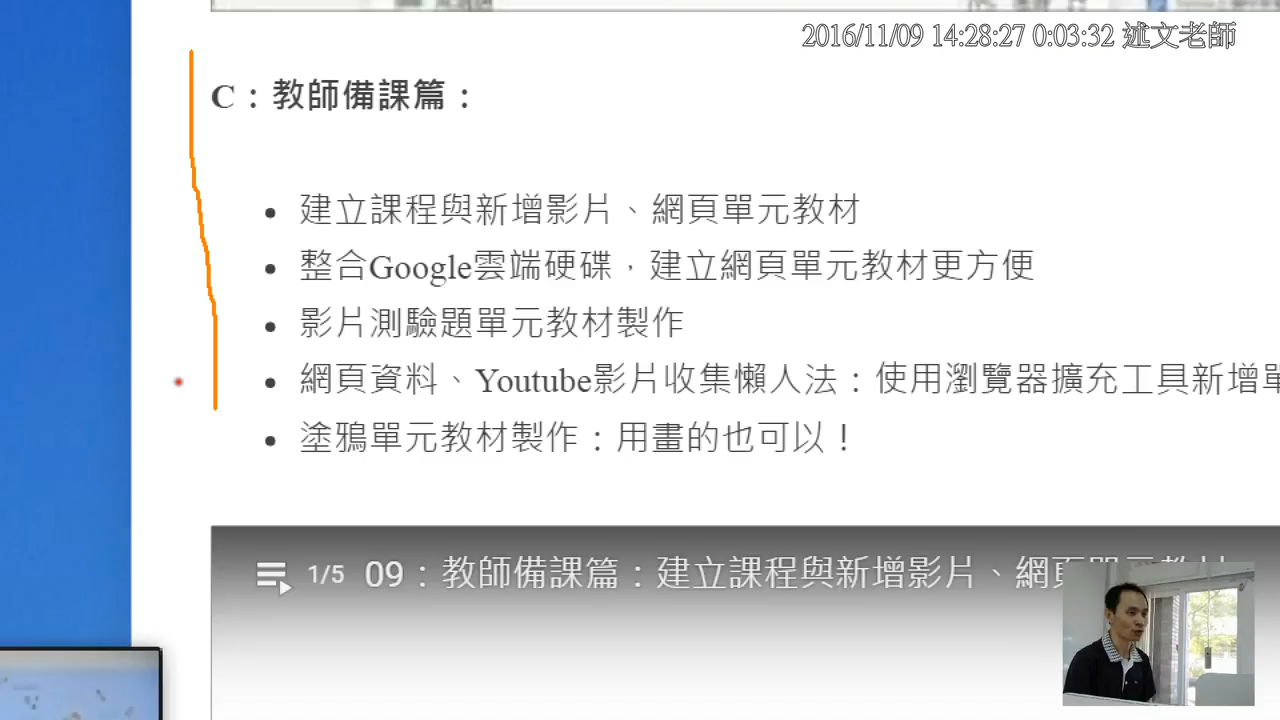 2016/11/09 14:28:27 0:03:32 述文老師
C：教師備課篇：
• 建立課程與新增影片、網頁單元教材
• 整合Google雲端硬碟，建立網頁單元教材更方便
• 影片測驗題單元教材製作
• 網頁資料、Youtube影片收集懶人法：使用瀏覽器擴充工具新增單
• 塗鴉單元教材製作：用畫的也可以！
1/5 09：教師備課篇：建立課程與新增影片、網頁單元教材